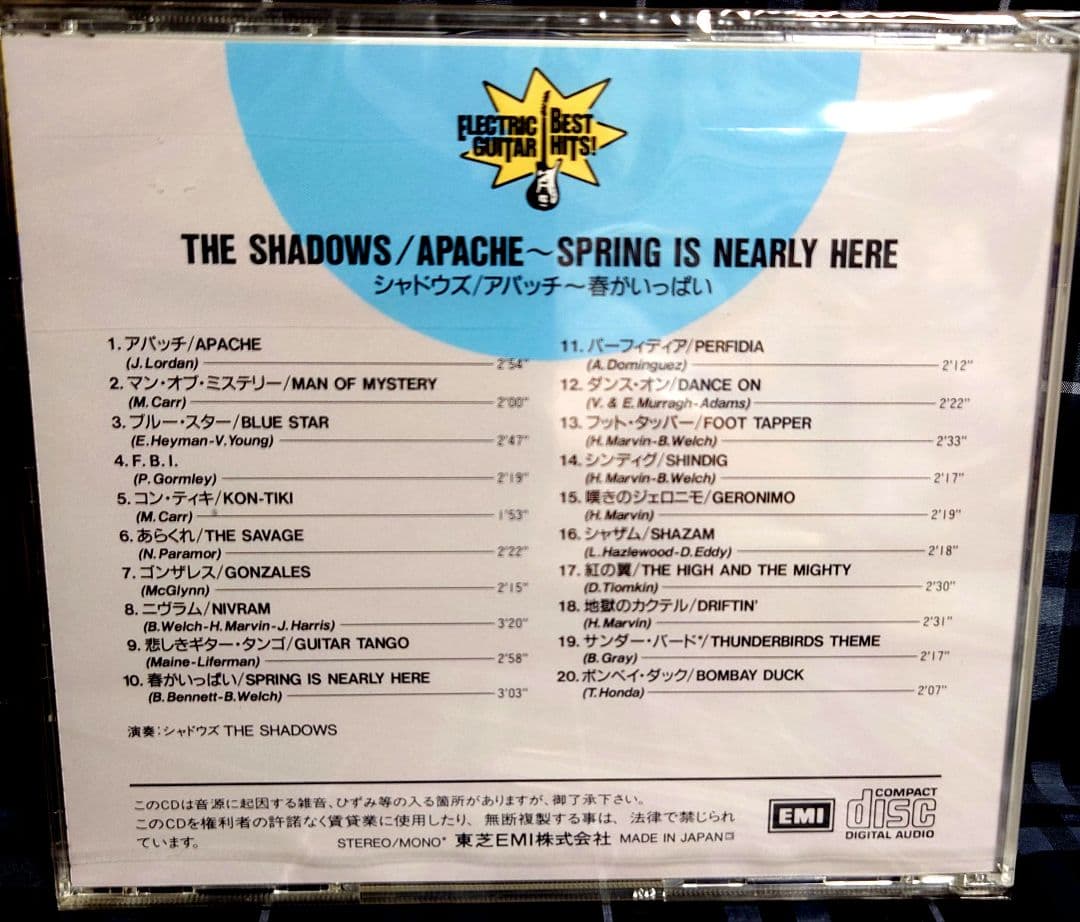 ELECTRIC GUITAR BEST HITS!
THE SHADOWS/APACHE～SPRING IS NEARLY HERE
シャドウズ/アパッチ～春がいっぱい
1. アパッチ/APACHE
(J. Lordan) 2'54"
2. マン・オブ・ミステリー/MAN OF MYSTERY
(M. Carr) 2'00"
3. ブルー・スター/BLUE STAR
(E. Heyman-V. Young) 2'47"
4. F. B. I.
(P. Gormley) 2'19"
5. コン・ティキ/KON-TIKI
(M. Carr) 1'53"
6. あらくれ/THE SAVAGE
(N. Paramor) 2'22"
7. ゴンザレス/GONZALES
(McGlynn) 2'15"
8. ニヴラム/NIVRAM
(B. Welch-H. Marvin-J. Harris) 3'20"
9. 悲しきギター・タンゴ/GUITAR TANGO
(Maine-Liferman) 2'58"
10. 春がいっぱい/SPRING IS NEARLY HERE
(B. Bennett-B. Welch) 3'03"
11. パーフィディア/PERFIDIA
(A. Dominguez) 2'12"
12. ダンス・オン/DANCE ON
(V. & E. Murragh-Adams) 2'22"
13. フット・タッパー/FOOT TAPPER
(H. Marvin-B. Welch) 2'33"
14. シンディグ/SHINDIG
(H. Marvin-B. Welch) 2'17"
15. 嘆きのジェロニモ/GERONIMO
(H. Marvin) 2'19"
16. シャザム/SHAZAM
(L. Hazlewood-D. Eddy) 2'18"
17. 紅の翼/THE HIGH AND THE MIGHTY
(D. Tiomkin) 2'30"
18. 地獄のカクテル/DRIFTIN'
(H. Marvin) 2'31"
19. サンダー・バード*/THUNDERBIRDS THEME
(B. Gray) 2'17"
20. ボンベイ・ダック/BOMBAY DUCK
(T. Honda) 2'07"
演奏:シャドウズ THE SHADOWS
このCDは音源に起因する雑音、ひずみ等の入る箇所がありますが、御了承下さい。
このCDを権利者の許諾なく賃貸業に使用したり、無断複製する事は、法律で禁じられ
ています。
STEREO/MONO* 東芝EMI株式会社 MADE IN JAPAN
EMI
COMPACT
disc
DIGITAL AUDIO